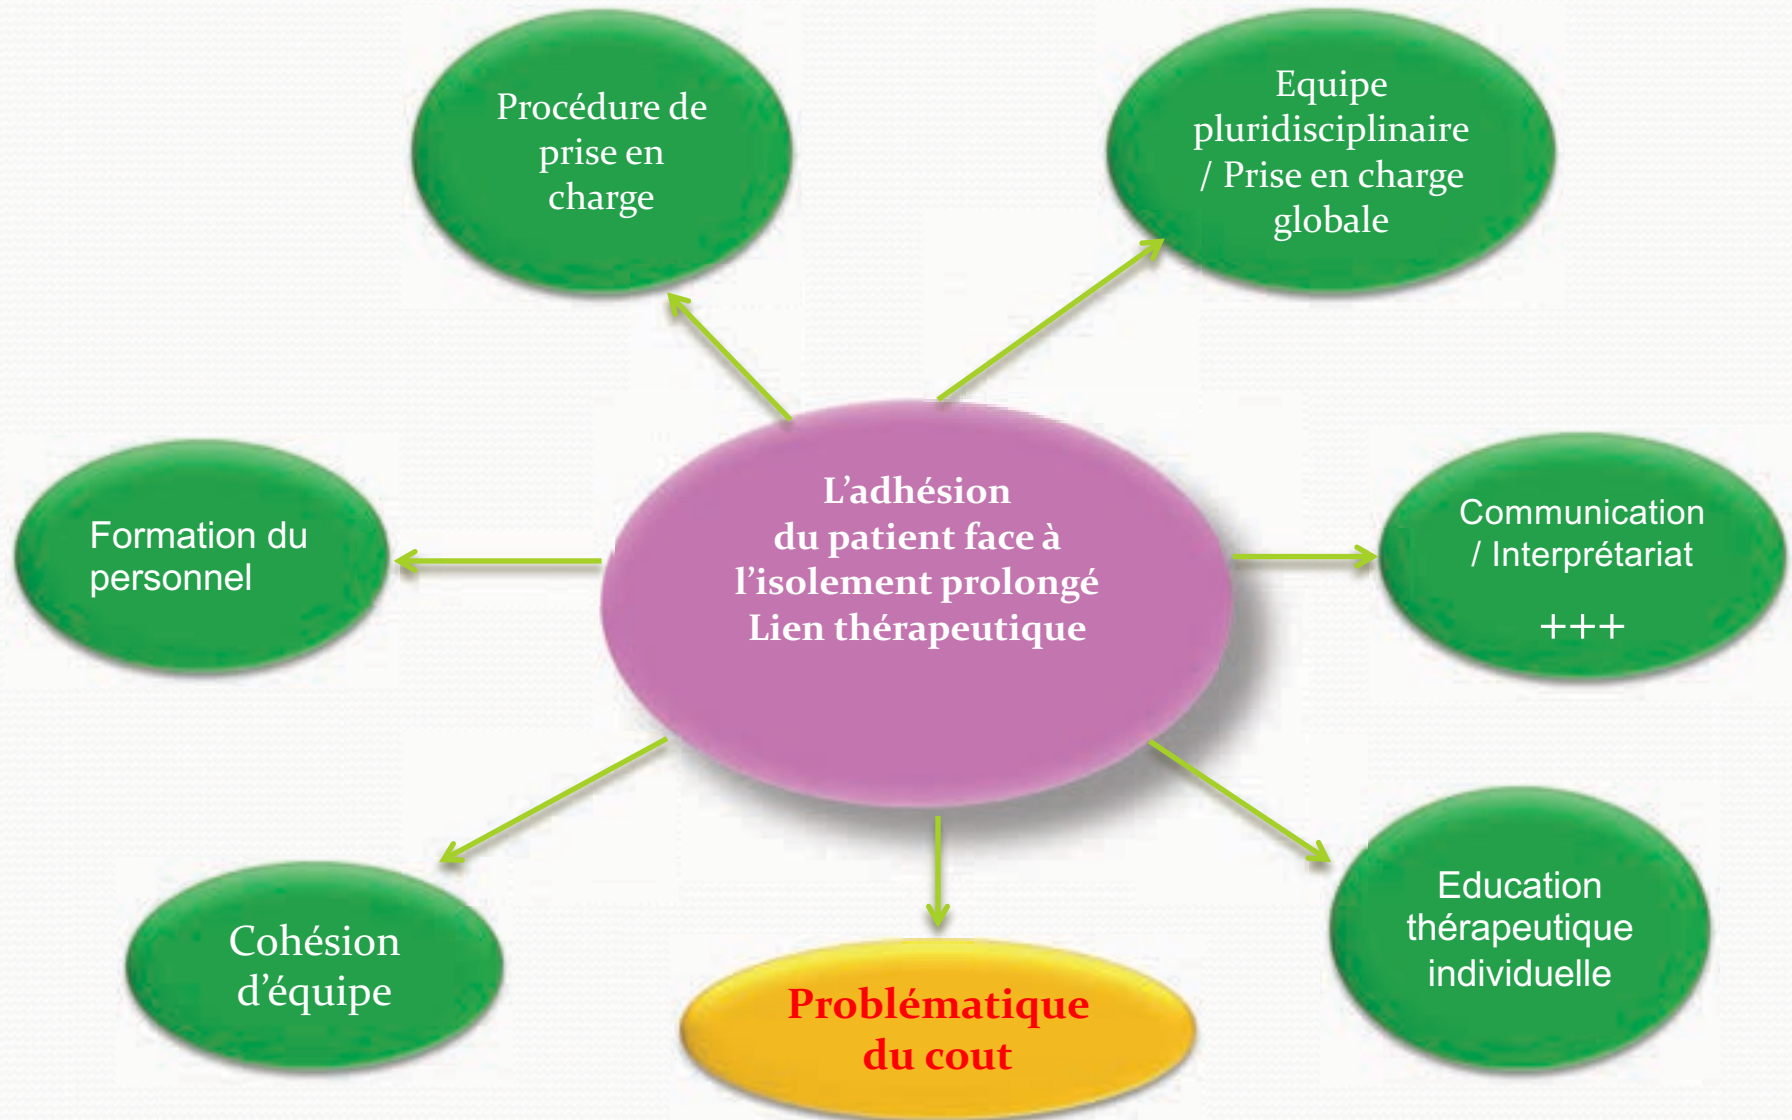 Procédure de
prise en
charge
Equipe
pluridisciplinaire
/ Prise en charge
globale
L’adhésion
du patient face à
l’isolement prolongé
Lien thérapeutique
Formation du
personnel
Communication
/ Interprétariat
+++
Cohésion
d’équipe
Problématique
du cout
Education
thérapeutique
individuelle